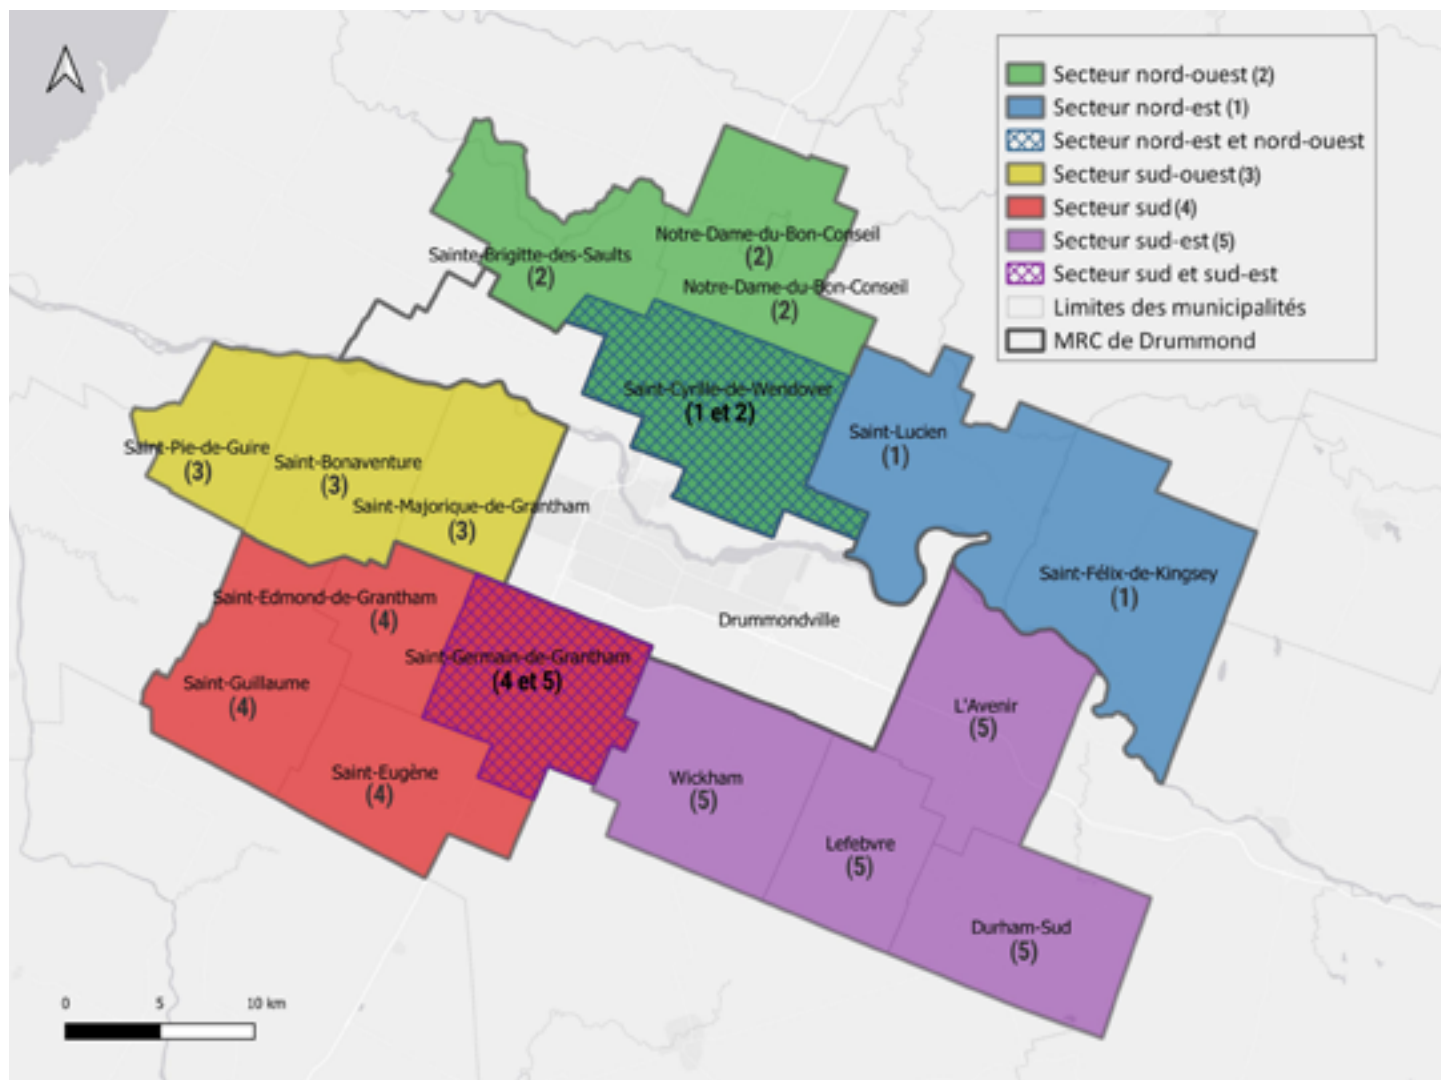 Secteur nord-ouest (2)
Secteur nord-est (1)
Secteur nord-est et nord-ouest
Secteur sud-ouest (3)
Secteur sud (4)
Secteur sud-est (5)
Secteur sud et sud-est
Limites des municipalités
MRC de Drummond
Notre-Dame-du-Bon-Conseil
(2)
Sainte-Brigitte-des-Saults
(2)
Notre-Dame-du-Bon-Conseil
(2)
Saint-Cyrille-de-Wendover
(1 et 2)
Saint-Lucien
(1)
Saint-Pie-de-Guire
(3)
Saint-Bonaventure
(3)
Saint-Majorique-de-Grantham
(3)
Saint-Félix-de-Kingsey
(1)
Saint-Edmond-de-Grantham
(4)
Drummondville
Saint-Germain-de-Grantham
(4 et 5)
Saint-Guillaume
(4)
L'Avenir
(5)
Saint-Eugène
(4)
Wickham
(5)
Lefebvre
(5)
Durham-Sud
(5)
0 5 10 km